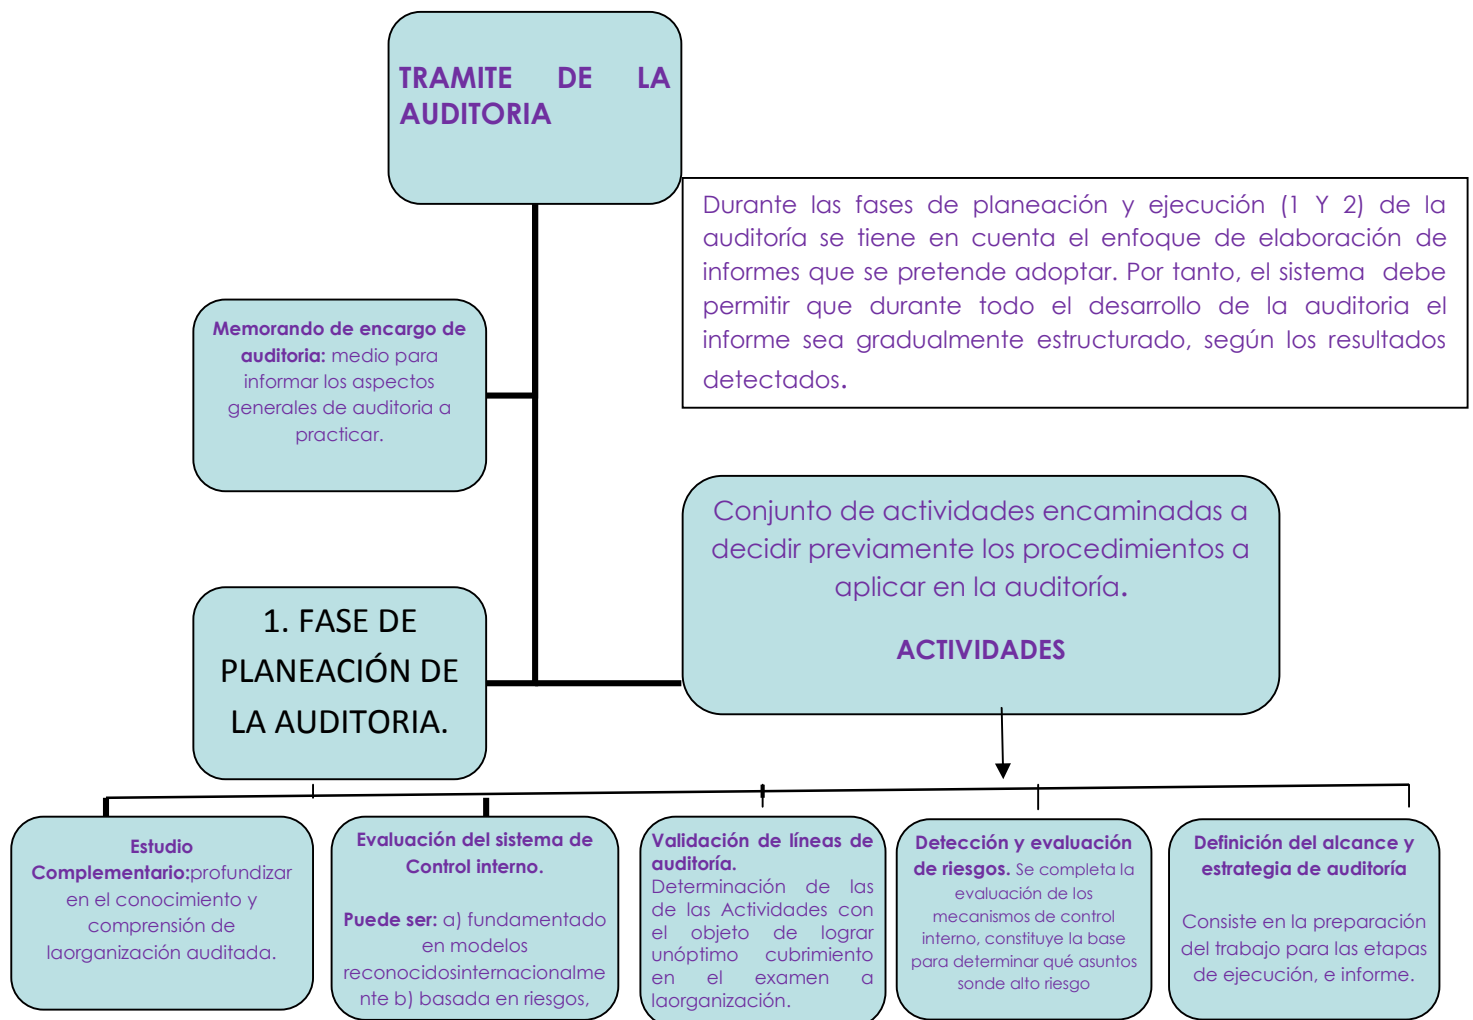 TRAMITE DE LA
AUDITORIA
Durante las fases de planeación y ejecución (1 Y 2) de la
auditoría se tiene en cuenta el enfoque de elaboración de
informes que se pretende adoptar. Por tanto, el sistema debe
permitir que durante todo el desarrollo de la auditoria el
informe sea gradualmente estructurado, según los resultados
detectados.
Memorando de encargo de
auditoria: medio para
informar los aspectos
generales de auditoria a
practicar.
Conjunto de actividades encaminadas a
decidir previamente los procedimientos a
aplicar en la auditoría.
ACTIVIDADES
1. FASE DE
PLANEACIÓN DE
LA AUDITORIA.
Estudio
Complementario:profundizar
en el conocimiento y
comprensión de
laorganización auditada.
Evaluación del sistema de
Control interno.
Puede ser: a) fundamentado
en modelos
reconocidosinternacionalme
nte b) basada en riesgos,
Validación de líneas de
auditoría.
Determinación de las
de las Actividades con
el objeto de lograr
unóptimo cubrimiento
en el examen a
laorganización.
Detección y evaluación
de riesgos. Se completa la
evaluación de los
mecanismos de control
interno, constituye la base
para determinar qué asuntos
sonde alto riesgo
Definición del alcance y
estrategia de auditoría
Consiste en la preparación
del trabajo para las etapas
de ejecución, e informe.